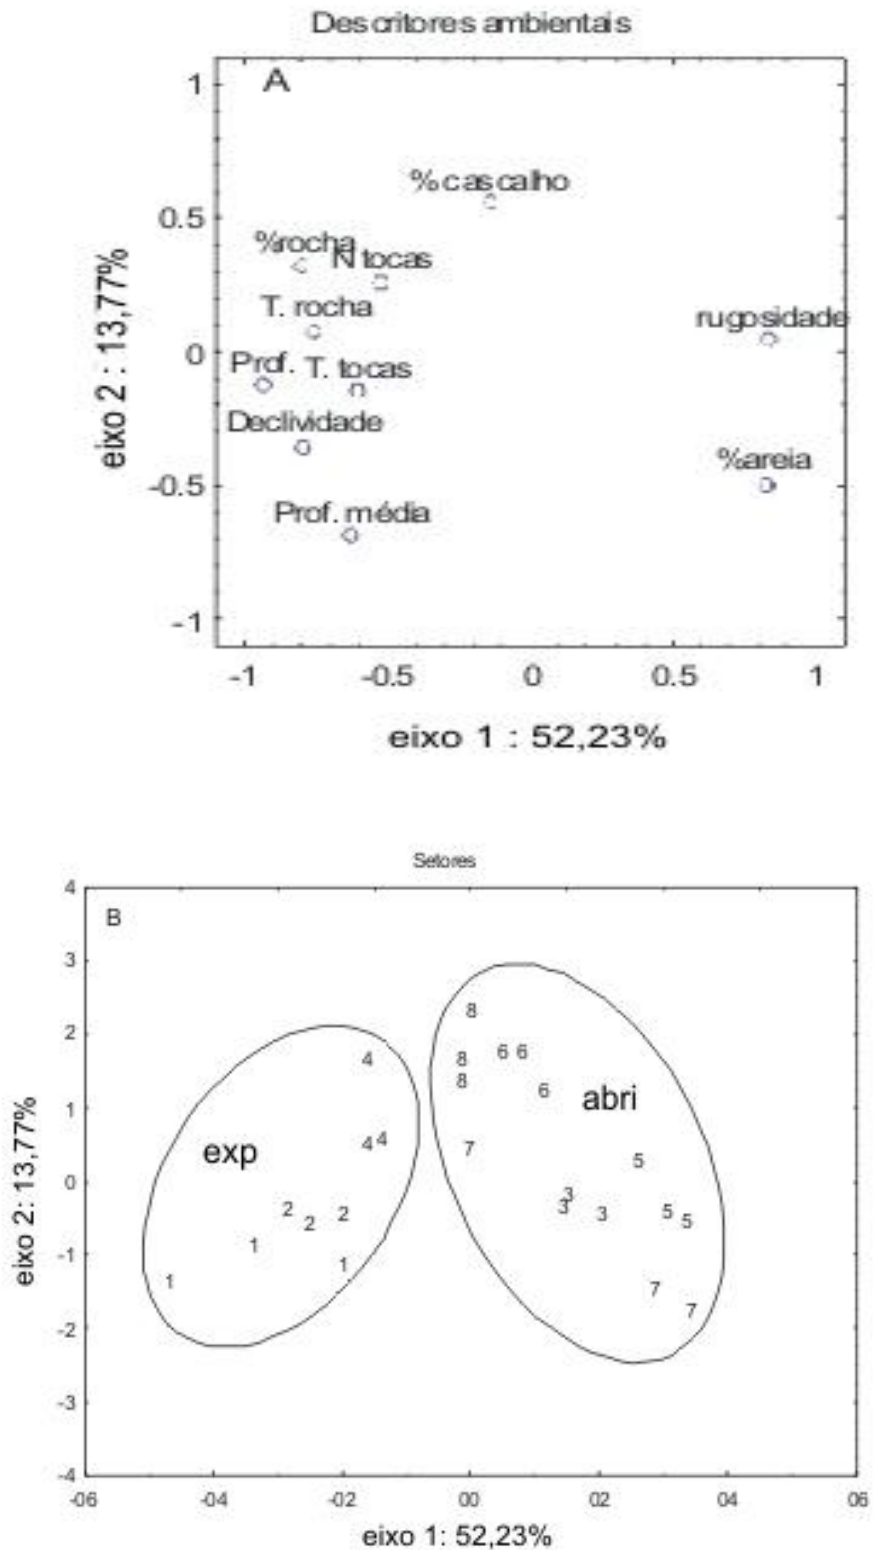 Descritores ambientais
A
1
0.5
0
-0.5
-1
eixo 2 : 13,77%
%cascalho
%rocha
N tocas
T. rocha
rugosidade
Prof.
T. tocas
Declividade
%areia
Prof. média
-1
-0.5
0
0.5
1
eixo 1 : 52,23%
Setores
B
4
3
2
1
0
-1
-2
-3
-4
eixo 2: 13,77%
8
4
8
6
6
8
6
abri
4
4
exp
7
5
3
3
3
5
5
2
2
2
1
1
1
7
7
-06
-04
-02
00
02
04
06
eixo 1: 52,23%